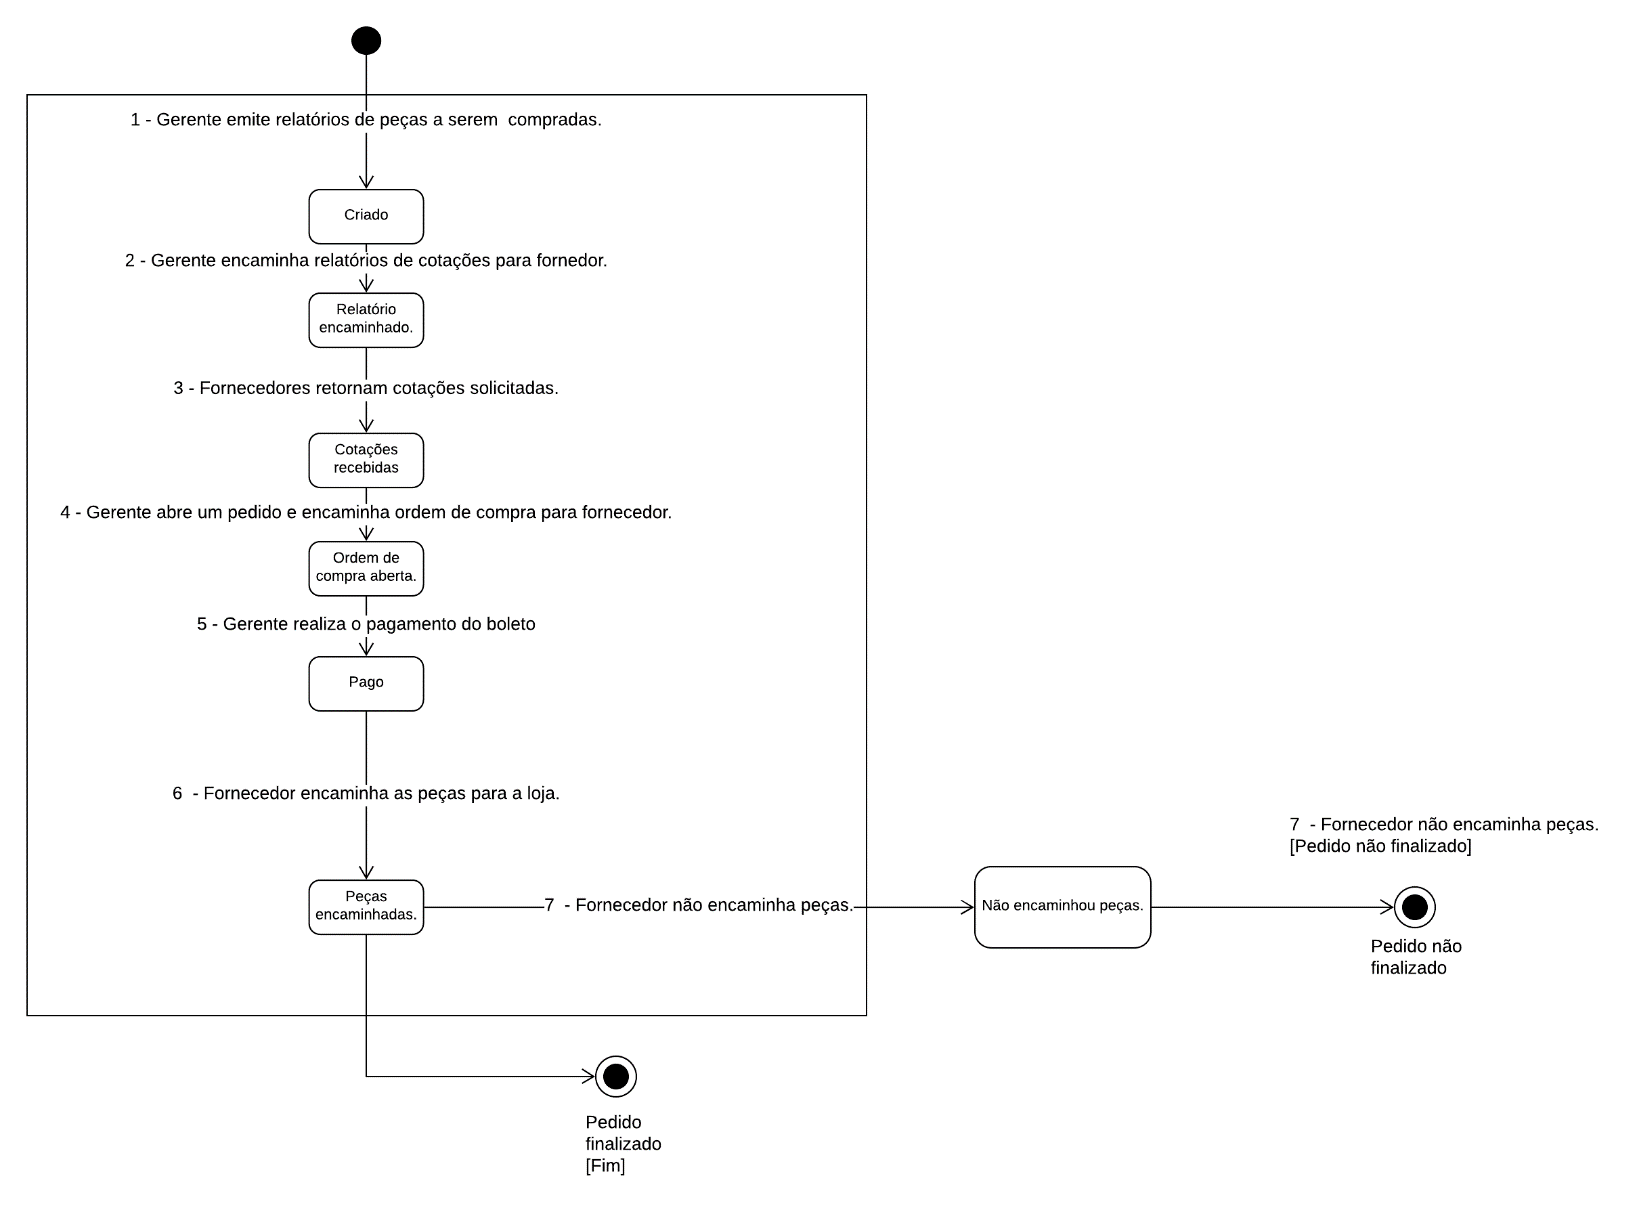 1 - Gerente emite relatórios de peças a serem  compradas.
Criado
2 - Gerente encaminha relatórios de cotações para fornedor.
Relatório
encaminhado.
3 - Fornecedores retornam cotações solicitadas.
Cotações
recebidas
4 - Gerente abre um pedido e encaminha ordem de compra para fornecedor.
Ordem de
compra aberta.
5 - Gerente realiza o pagamento do boleto
Pago
6  - Fornecedor encaminha as peças para a loja.
Peças
encaminhadas.
7  - Fornecedor não encaminha peças.
Não encaminhou peças.
7  - Fornecedor não encaminha peças.
[Pedido não finalizado]
Pedido não
finalizado
Pedido
finalizado
[Fim]